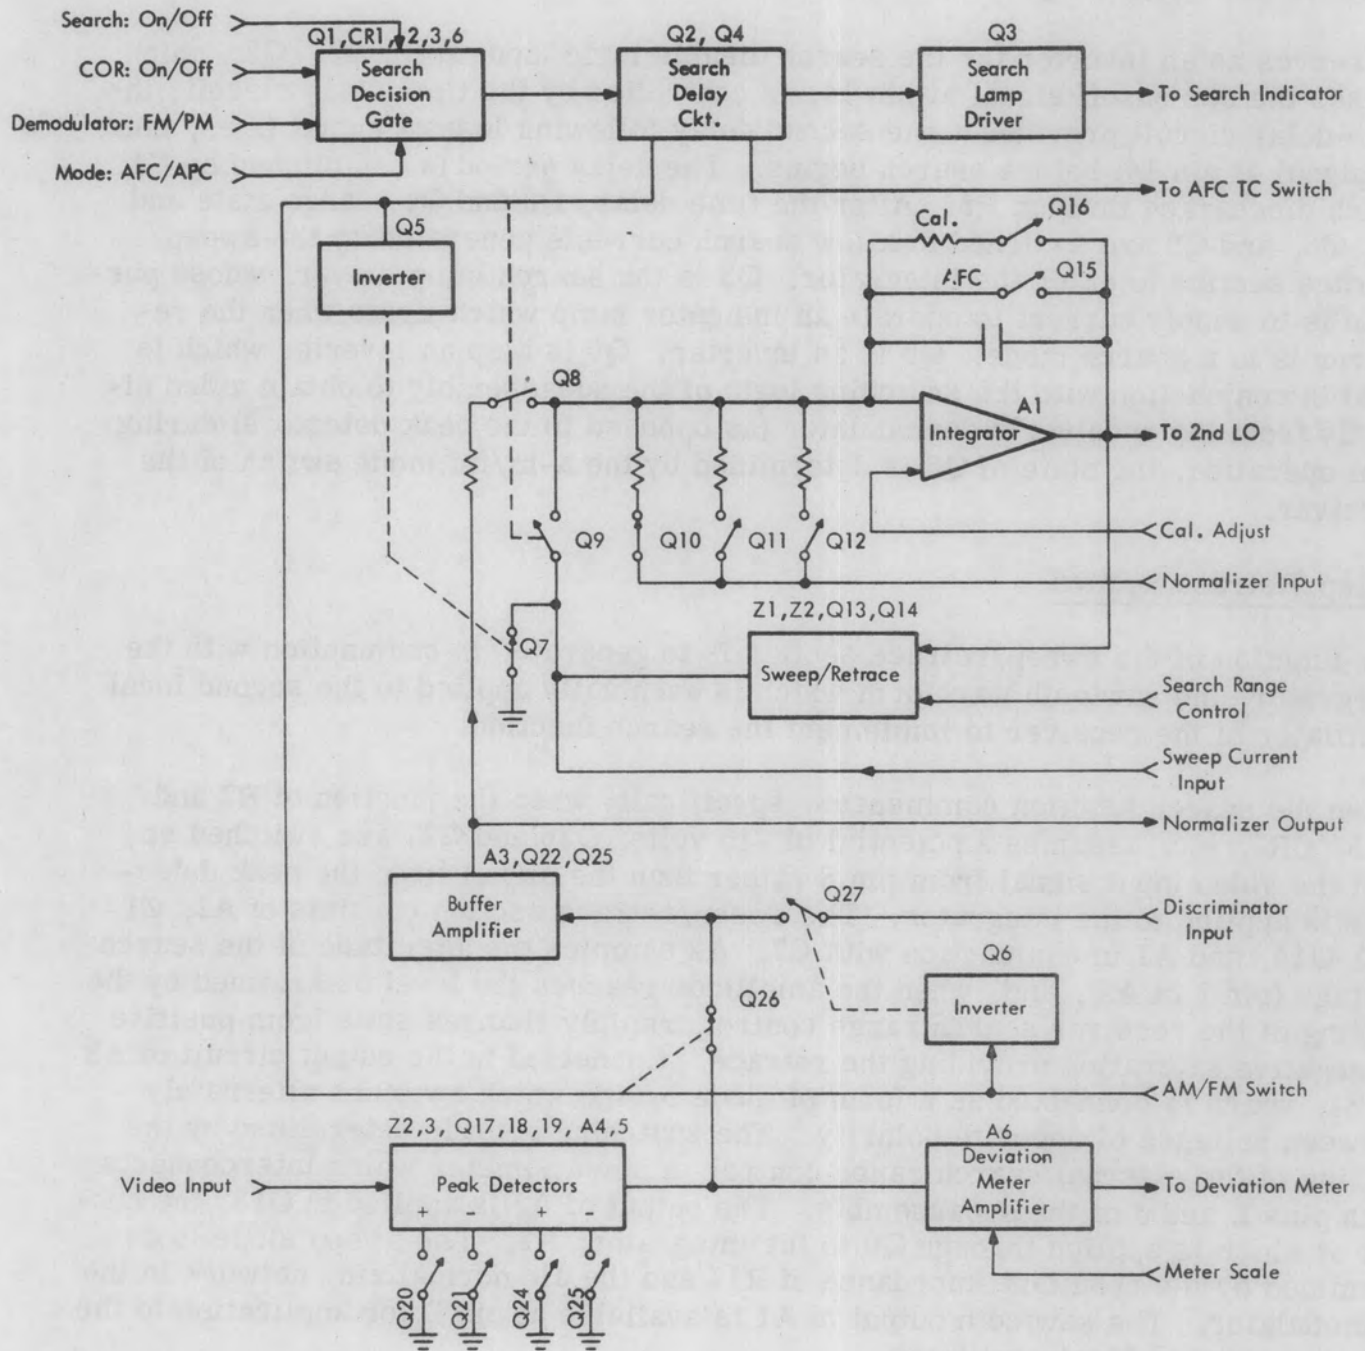 Search: On/Off
COR: On/Off
Demodulator: FM/PM
Mode: AFC/APC
Q1,CR1, 2,3,6
Search
Decision
Gate
Q2, Q4
Search
Delay
Ckt.
Q3
Search
Lamp
Driver
To Search Indicator
To AFC TC Switch
Q5
Inverter
Cal.
Q16
AFC
Q15
Q8
A1
Integrator
To 2nd LO
Q9
Q10
Q11
Q12
Cal. Adjust
Normalizer Input
Q7
Z1,Z2,Q13,Q14
Sweep/Retrace
Search Range
Control
Sweep Current
Input
Normalizer Output
A3,Q22,Q25
Buffer
Amplifier
Q27
Discriminator
Input
Q6
Inverter
Q26
AM/FM Switch
Z2,3, Q17,18,19, A4,5
Video Input
Peak Detectors
+ - + -
A6
Deviation
Meter
Amplifier
To Deviation Meter
Meter Scale
Q20
Q21
Q24
Q25